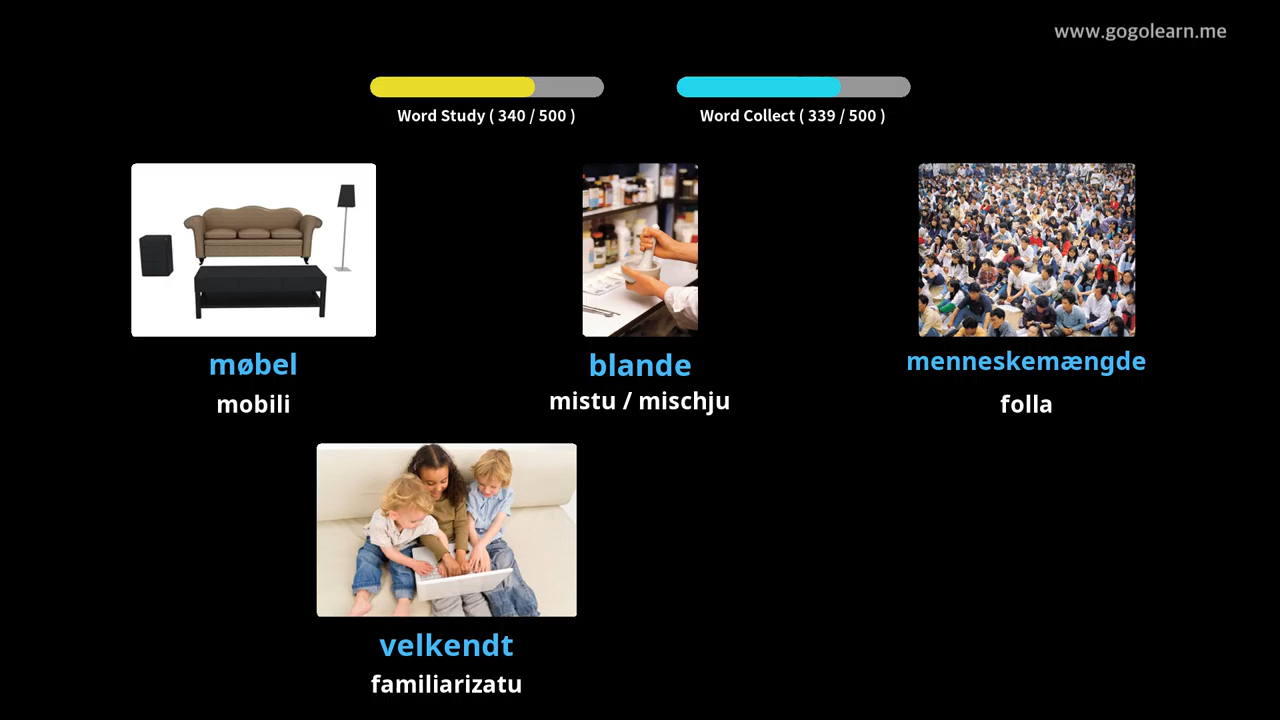 www.gogolearn.me
Word Study ( 340 / 500 )
Word Collect ( 339 / 500 )
møbel
mobili
blande
mistu / mischju
menneskemængde
folla
velkendt
familiarizatu